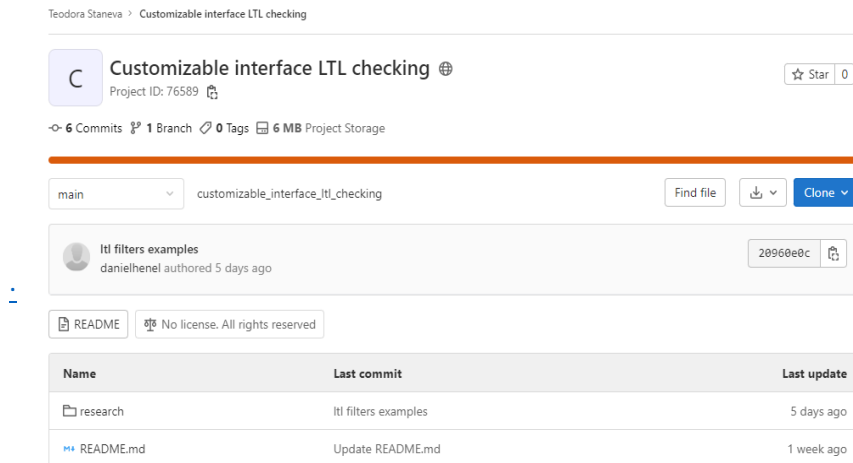 Teodora Staneva > Customizable interface LTL checking
C
Customizable interface LTL checking
Star 0
Project ID: 76589
6 Commits 1 Branch 0 Tags 6 MB Project Storage
main
customizable_interface_ltl_checking
Find file
Clone
ltl filters examples
danielhenel authored 5 days ago
20960e0c
.
README
No license. All rights reserved
Name Last commit Last update
research ltl filters examples 5 days ago
M+ README.md Update README.md 1 week ago